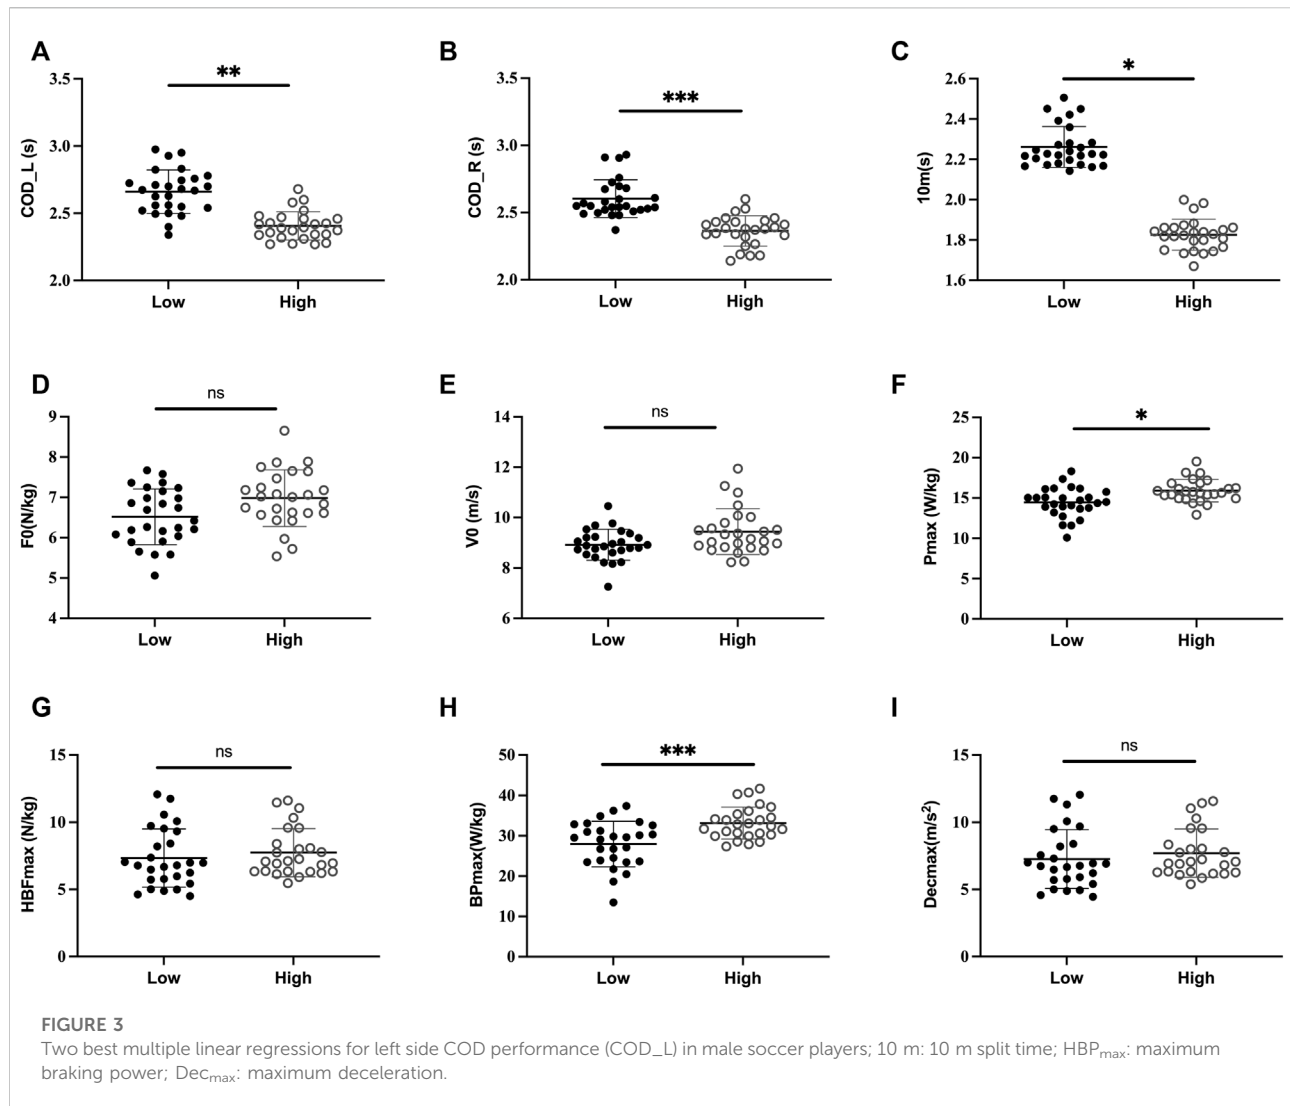 A
**
COD_L (s)
3.5
3.0
2.5
2.0
Low
High
B
***
COD_R (s)
3.5
3.0
2.5
2.0
Low
High
C
*
10m(s)
2.6
2.4
2.2
2.0
1.8
1.6
Low
High
D
ns
F0(N/kg)
9
8
7
6
5
4
Low
High
E
ns
V0 (m/s)
14
12
10
8
6
Low
High
F
*
Pmax (W/kg)
25
20
15
10
5
0
Low
High
G
ns
HBFmax (N/kg)
15
10
5
0
Low
High
H
***
BPmax(W/kg)
50
40
30
20
10
0
Low
High
I
ns
Decmax(m/s²)
15
10
5
0
Low
High
FIGURE 3
Two best multiple linear regressions for left side COD performance (COD_L) in male soccer players; 10 m: 10 m split time; HBPmax: maximum
braking power; Decmax: maximum deceleration.